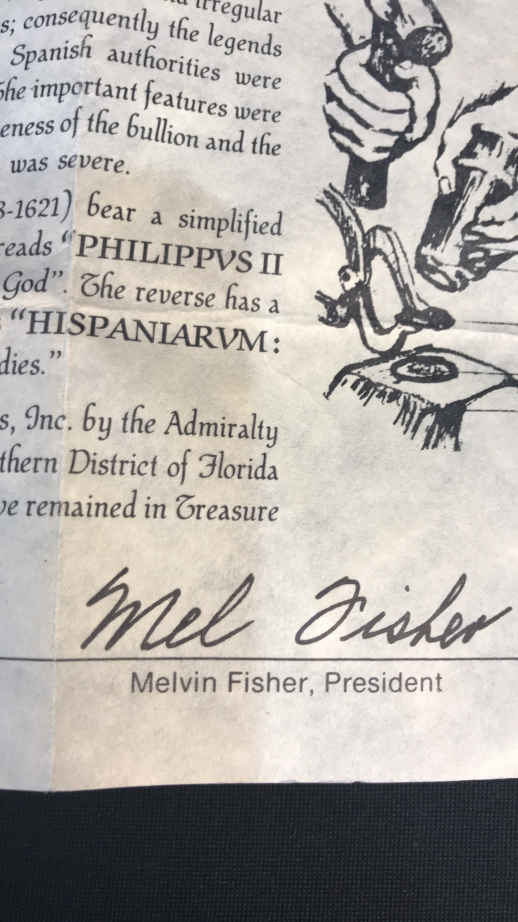 irregular
s; consequently the legends
Spanish authorities were
The important features were
eness of the bullion and the
was severe.
8-1621) bear a simplified
reads “PHILIPPVS II
God”. The reverse has a
“HISPANIARVM:
dies.”
s, Inc. by the Admiralty
thern District of Florida
ve remained in Treasure
Mel Fisher
Melvin Fisher, President